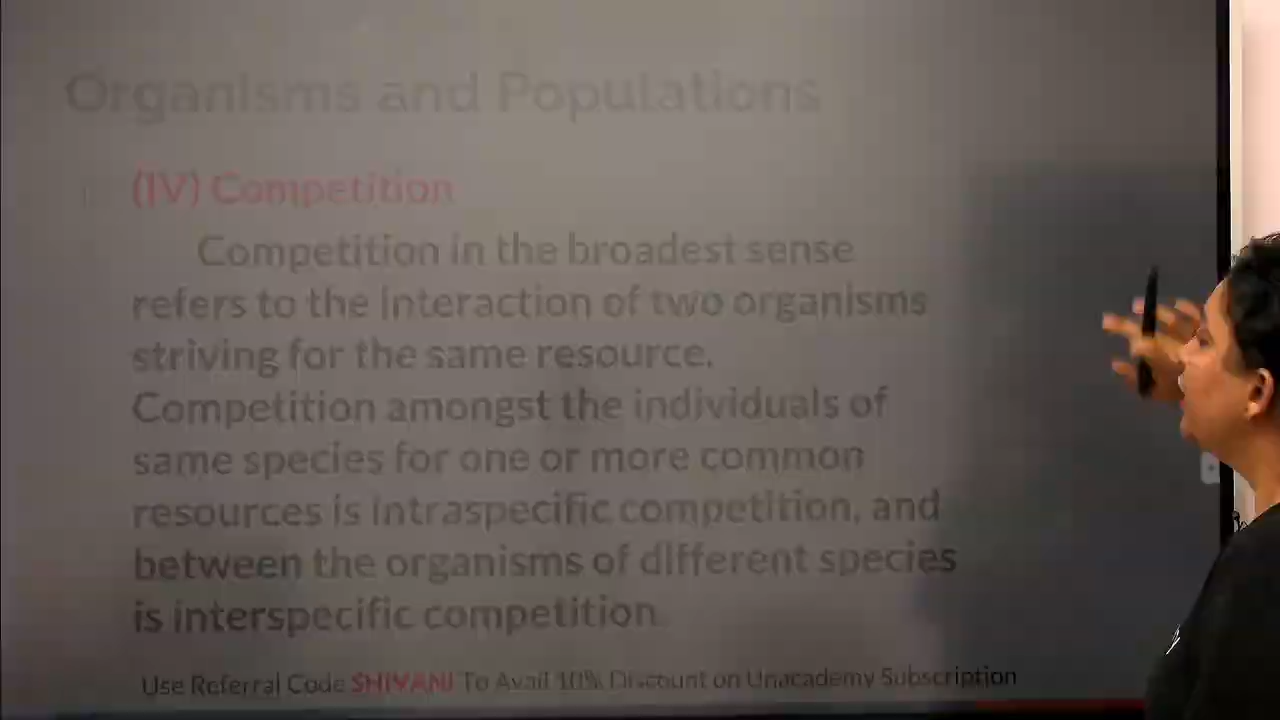 Organisms and Populations
(IV) Competition
Competition in the broadest sense
refers to the interaction of two organisms
striving for the same resource.
Competition amongst the individuals of
same species for one or more common
resources is intraspecific competition, and
between the organisms of different species
is interspecific competition.
Use Referral Code SHIVANI To Avail 10% Discount on Unacademy Subscription